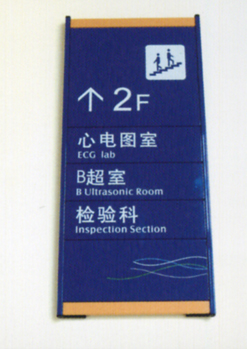 ↑ 2F
心电图室
ECG lab
B超室
B Ultrasonic Room
检验科
Inspection Section